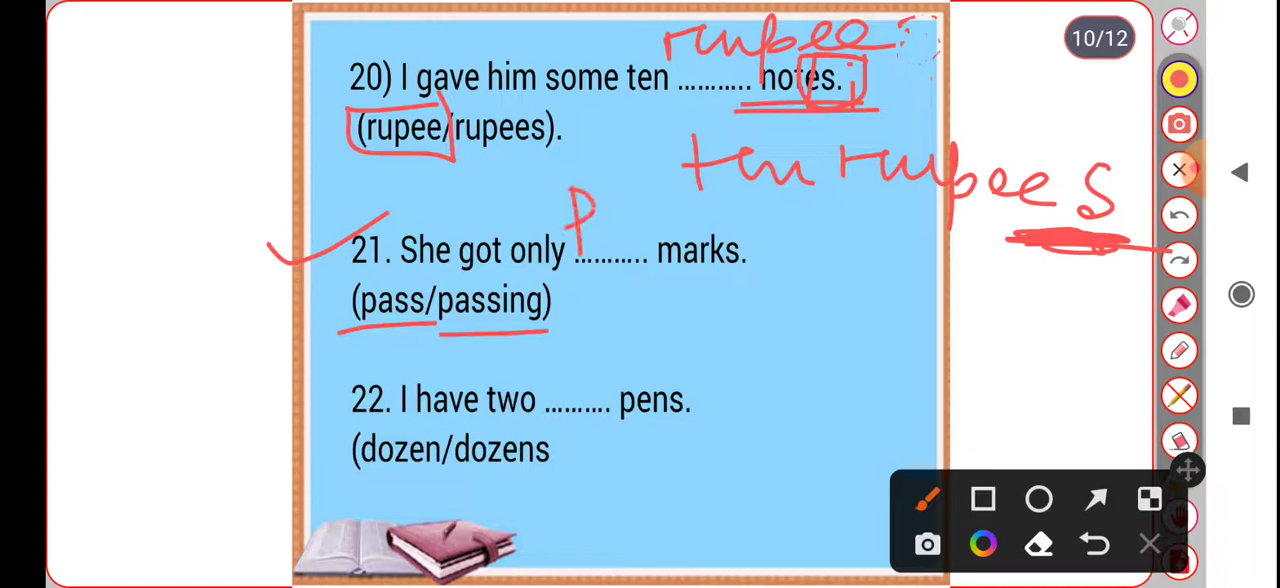 rupee
10/12
20) I gave him some ten ……….. notes.
(rupee/rupees).
ten rupees
p
21. She got only ……….. marks.
(pass/passing)
22. I have two ………. pens.
(dozen/dozens